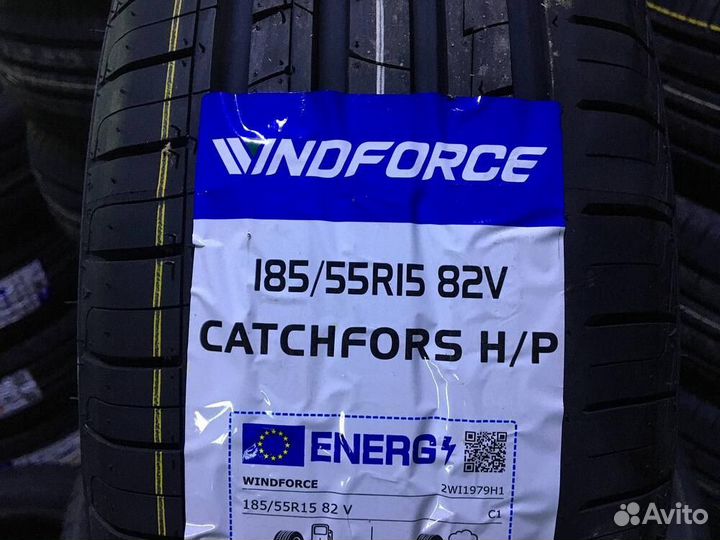 WINDFORCE
185/55R15 82V
CATCHFORS H/P
ENERG
WINDFORCE 2WI1979H1
185/55R15 82 V C1
Avito